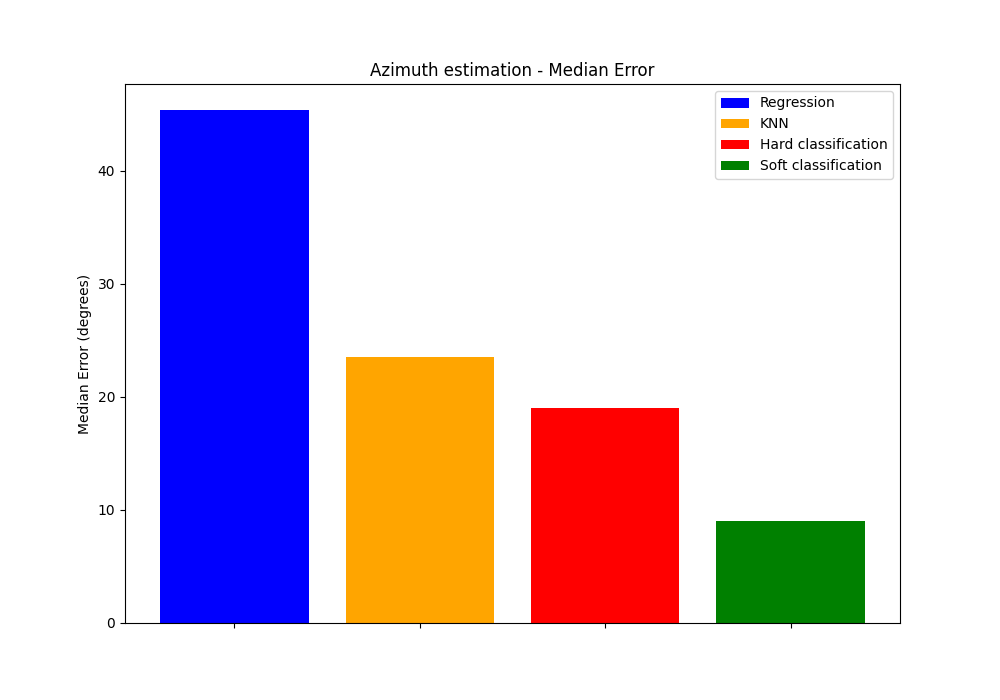 Azimuth estimation - Median Error
Regression
KNN
Hard classification
Soft classification
Median Error (degrees)
40
30
20
10
0